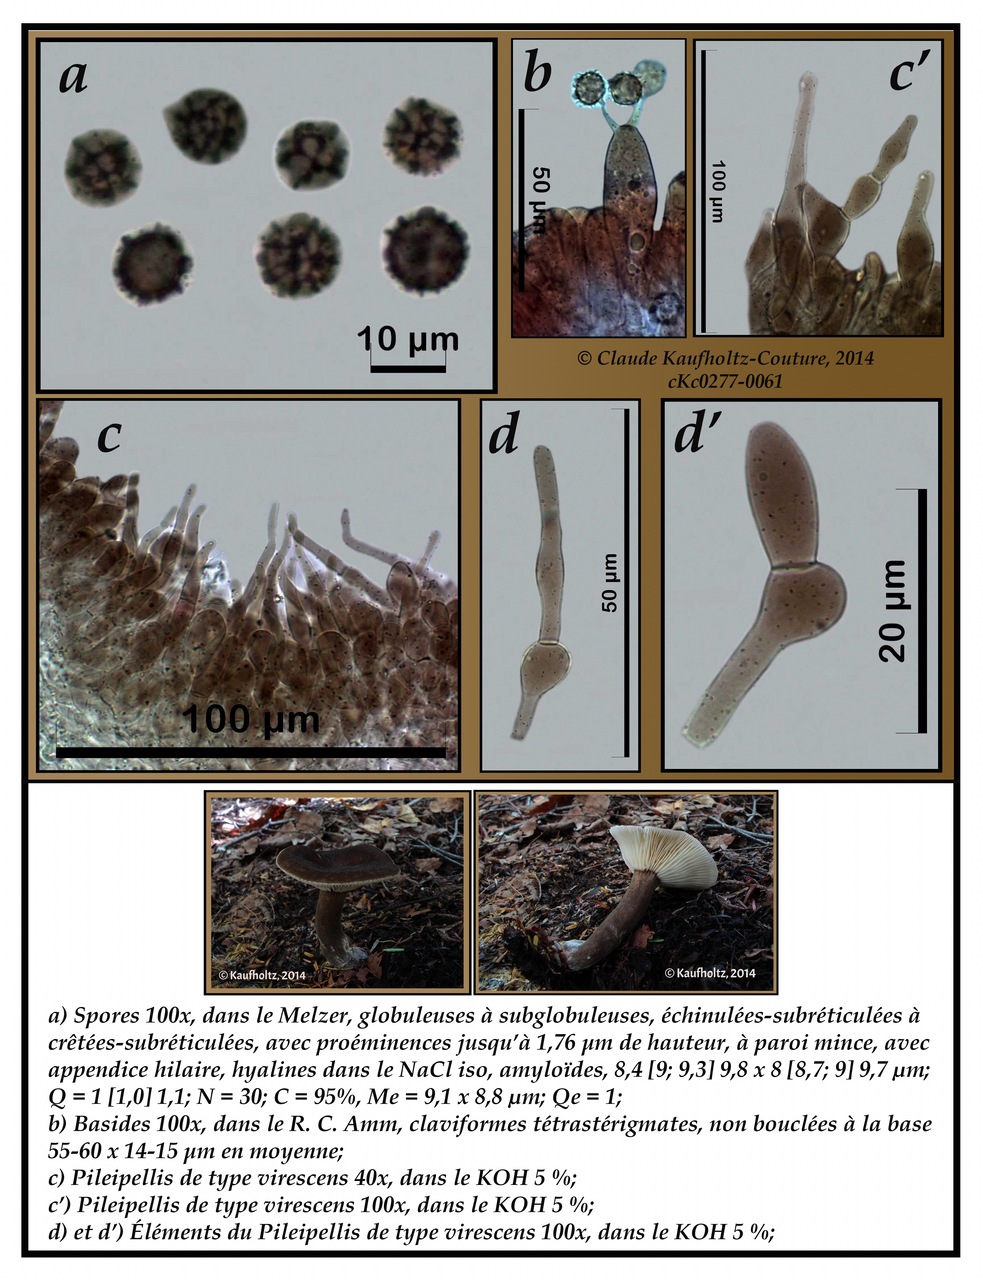 a
10 µm
b
50 µm
c’
100 µm
© Claude Kaufholtz-Couture, 2014
cKc0277-0061
c
100 µm
d
50 µm
d’
20 µm
© Kaufholtz, 2014
© Kaufholtz, 2014
a) Spores 100x, dans le Melzer, globuleuses à subglobuleuses, échinulées-subréticulées à
crêtées-subréticulées, avec proéminences jusqu’à 1,76 µm de hauteur, à paroi mince, avec
appendice hilaire, hyalines dans le NaCl iso, amyloïdes, 8,4 [9; 9,3] 9,8 x 8 [8,7; 9] 9,7 µm;
Q = 1 [1,0] 1,1; N = 30; C = 95%, Me = 9,1 x 8,8 µm; Qe = 1;
b) Basides 100x, dans le R. C. Amm, claviformes tétrastérigmates, non bouclées à la base
55-60 x 14-15 µm en moyenne;
c) Pileipellis de type virescens 40x, dans le KOH 5 %;
c’) Pileipellis de type virescens 100x, dans le KOH 5 %;
d) et d’) Éléments du Pileipellis de type virescens 100x, dans le KOH 5 %;